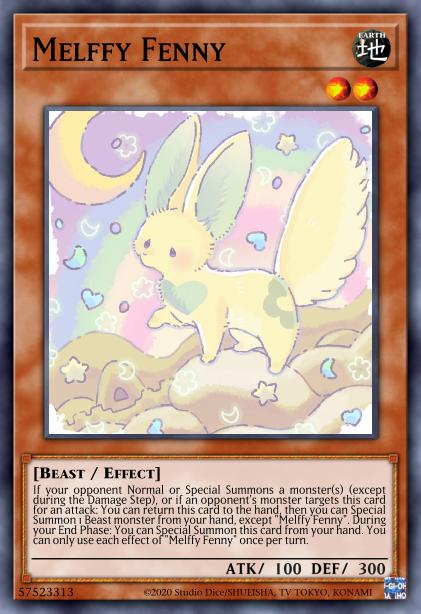 Melffy Fenny
EARTH
地
[Beast / Effect]
If your opponent Normal or Special Summons a monster(s) (except
during the Damage Step), or if an opponent's monster targets this card
for an attack: You can return this card to the hand, then you can Special
Summon 1 Beast monster from your hand, except "Melffy Fenny". During
your End Phase: You can Special Summon this card from your hand. You
can only use each effect of "Melffy Fenny" once per turn.
ATK/ 100 DEF/ 300
57523313
©2020 Studio Dice/SHUEISHA, TV TOKYO, KONAMI